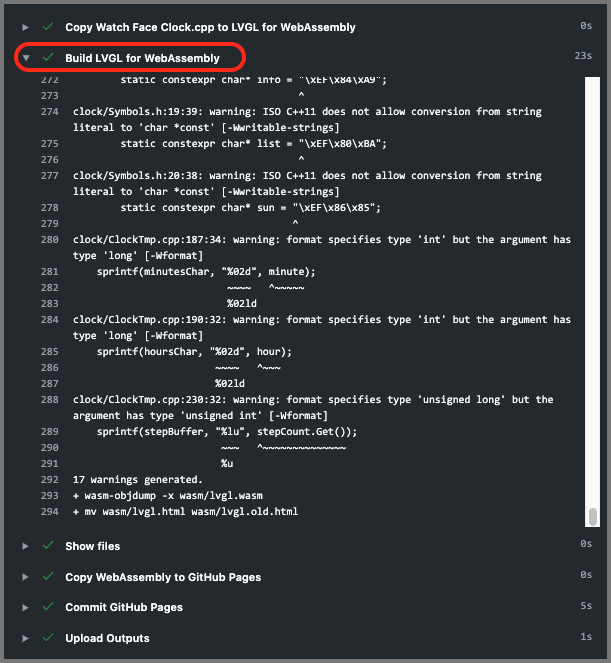 Copy Watch Face Clock.cpp to LVGL for WebAssembly 0s
Build LVGL for WebAssembly 23s
272 static constexpr char* info = "\xEF\x84\xA9";
273 ^
274 clock/Symbols.h:19:39: warning: ISO C++11 does not allow conversion from string
literal to 'char *const' [-Wwritable-strings]
275 static constexpr char* list = "\xEF\x80\xBA";
276 ^
277 clock/Symbols.h:20:38: warning: ISO C++11 does not allow conversion from string
literal to 'char *const' [-Wwritable-strings]
278 static constexpr char* sun = "\xEF\x86\x85";
279 ^
280 clock/ClockTmp.cpp:187:34: warning: format specifies type 'int' but the argument has
type 'long' [-Wformat]
281 sprintf(minutesChar, "%02d", minute);
282 ~~~~ ^~~~~~
283 %02ld
284 clock/ClockTmp.cpp:190:32: warning: format specifies type 'int' but the argument has
type 'long' [-Wformat]
285 sprintf(hoursChar, "%02d", hour);
286 ~~~~ ^~~~
287 %02ld
288 clock/ClockTmp.cpp:230:32: warning: format specifies type 'unsigned long' but the
argument has type 'unsigned int' [-Wformat]
289 sprintf(stepBuffer, "%lu", stepCount.Get());
290 ~~~ ^~~~~~~~~~~~~~~
291 %u
292 17 warnings generated.
293 + wasm-objdump -x wasm/lvgl.wasm
294 + mv wasm/lvgl.html wasm/lvgl.old.html
Show files 0s
Copy WebAssembly to GitHub Pages 0s
Commit GitHub Pages 5s
Upload Outputs 1s